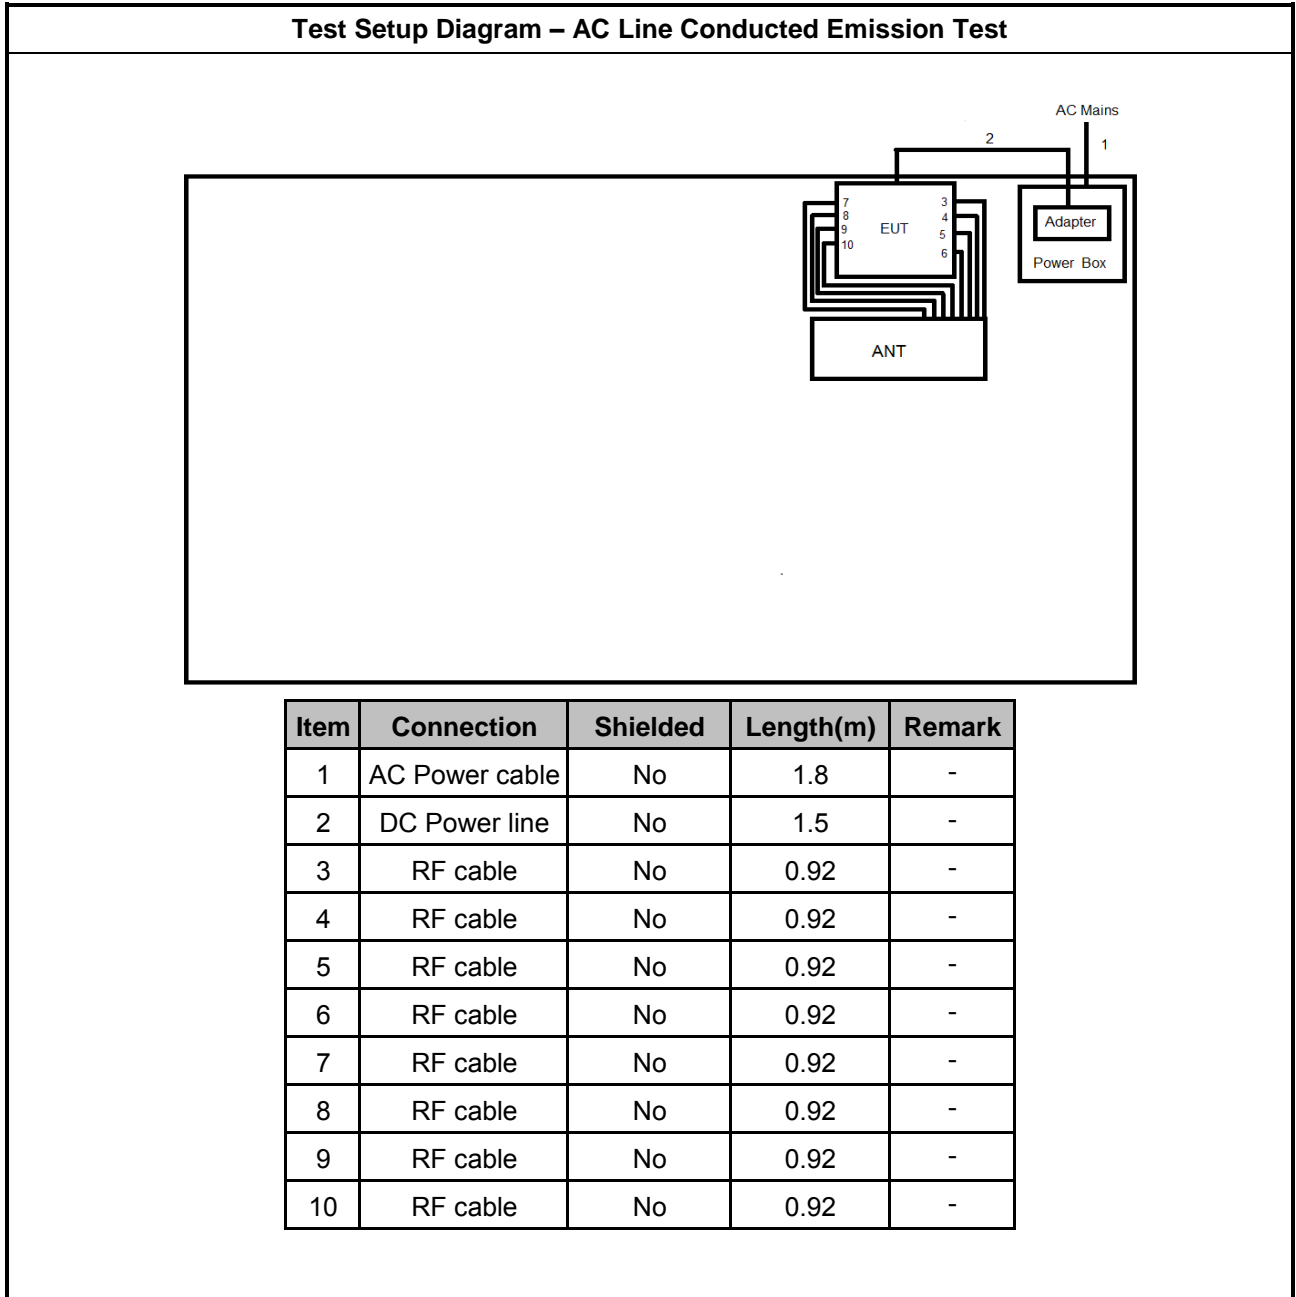 Test Setup Diagram – AC Line Conducted Emission Test
AC Mains
2
1
7
8
9
10
EUT
3
4
5
6
Adapter
Power Box
ANT
Item Connection Shielded Length(m) Remark
1 AC Power cable No 1.8 -
2 DC Power line No 1.5 -
3 RF cable No 0.92 -
4 RF cable No 0.92 -
5 RF cable No 0.92 -
6 RF cable No 0.92 -
7 RF cable No 0.92 -
8 RF cable No 0.92 -
9 RF cable No 0.92 -
10 RF cable No 0.92 -